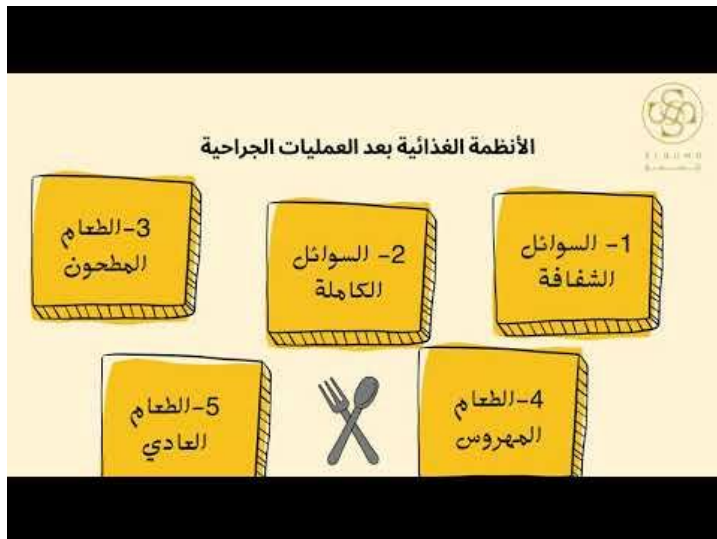 الأنظمة الغذائية بعد العمليات الجراحية
1- السوائل
الشفافة
2- السوائل
الكاملة
3-الطعام
المطحون
4-الطعام
المهروس
5-الطعام
العادي